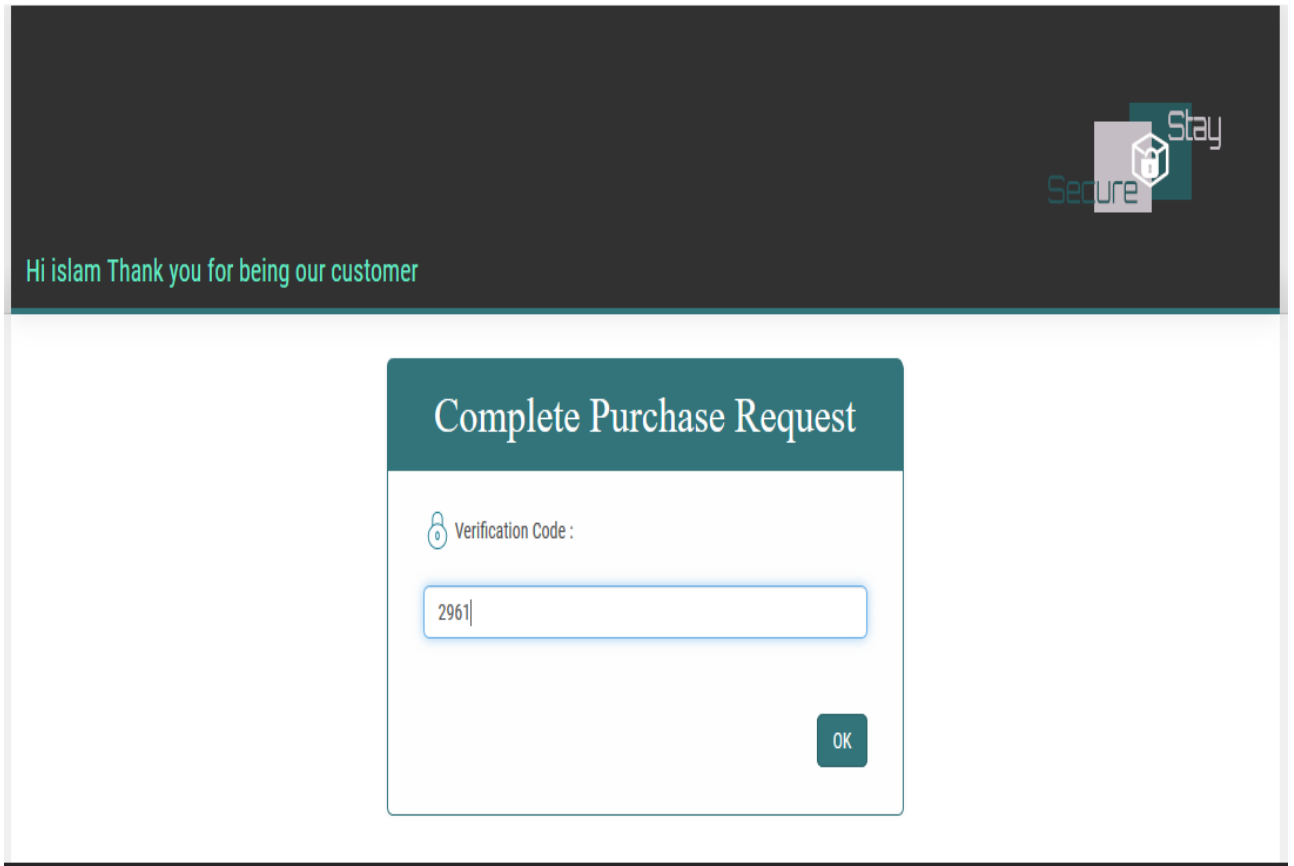 Stay
Secure
Hi islam Thank you for being our customer
Complete Purchase Request
Verification Code :
2961
OK